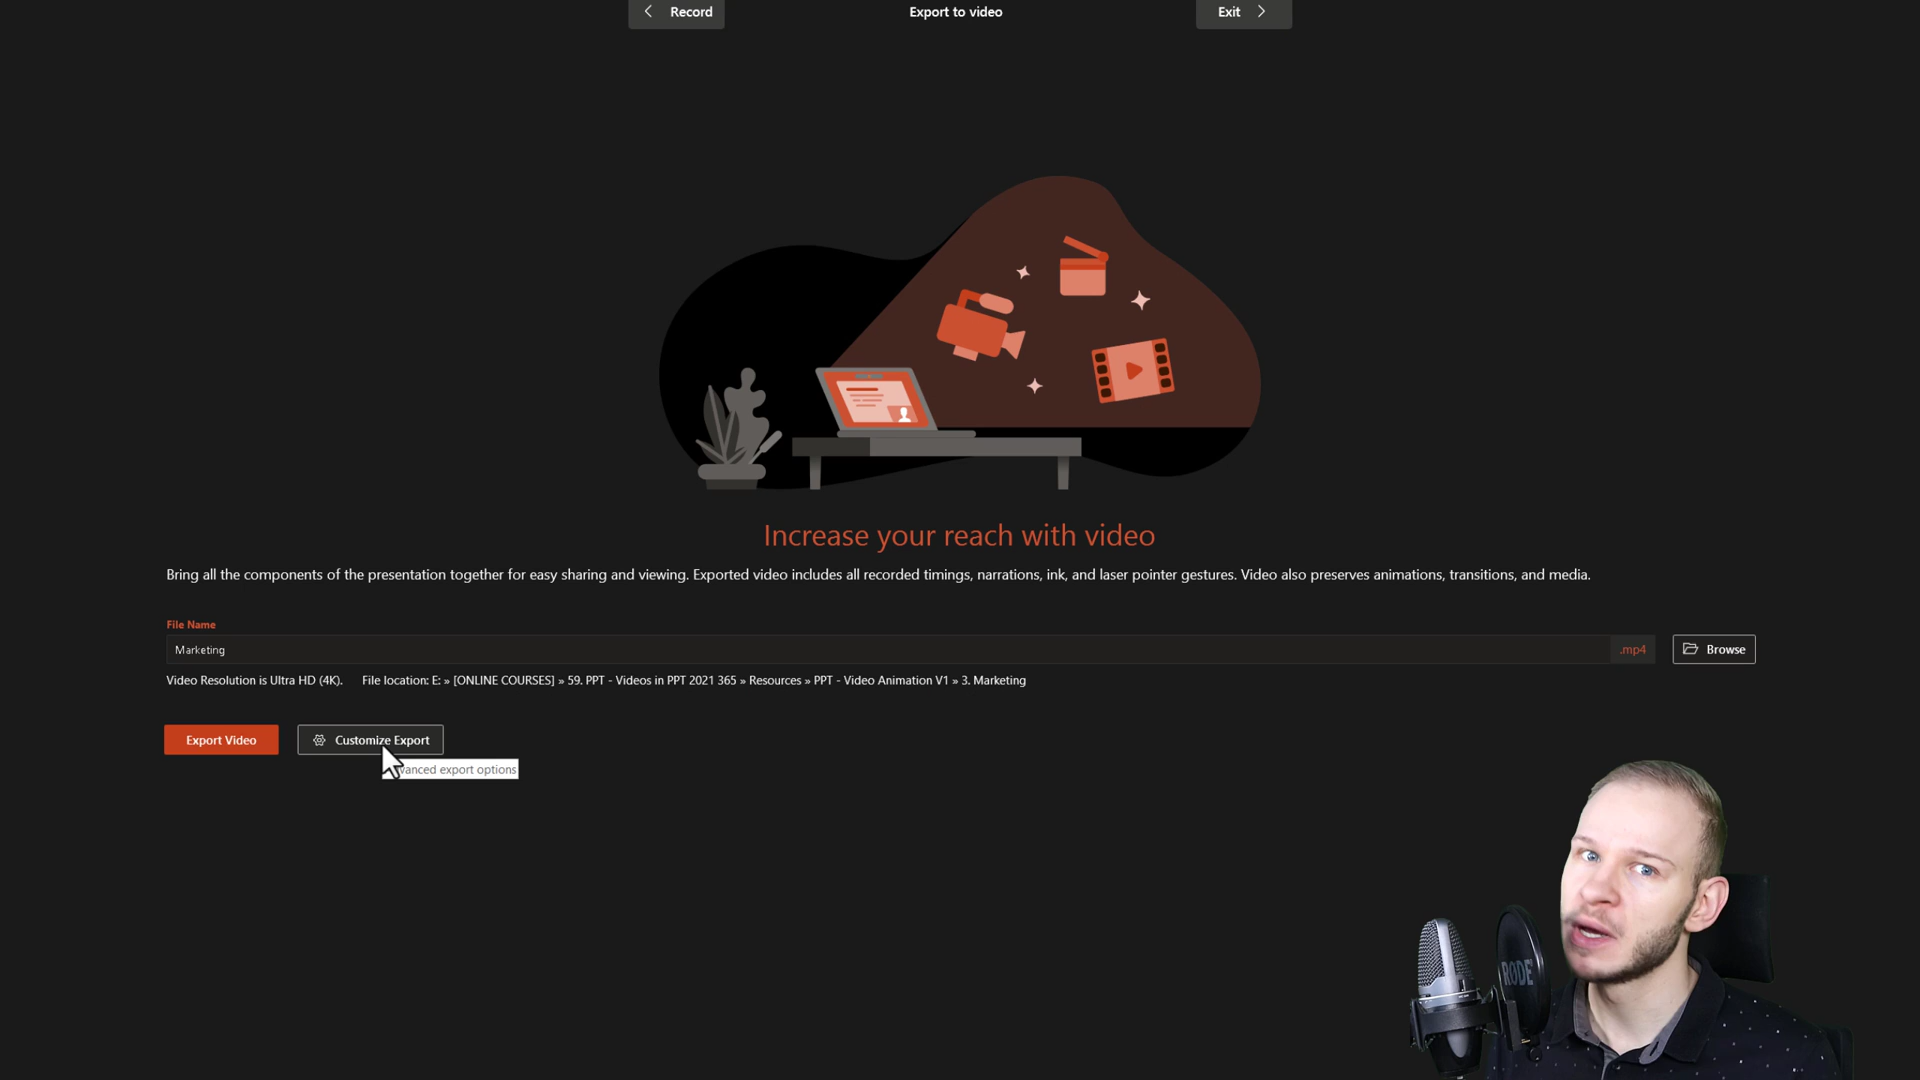 Record
Export to video
Exit
Increase your reach with video
Bring all the components of the presentation together for easy sharing and viewing. Exported video includes all recorded timings, narrations, ink, and laser pointer gestures. Video also preserves animations, transitions, and media.
File Name
Marketing
.mp4
Browse
Video Resolution is Ultra HD (4K). File location: E: » [ONLINE COURSES] » 59. PPT - Videos in PPT 2021 365 » Resources » PPT - Video Animation V1 » 3. Marketing
Export Video
Customize Export
vanced export options
RØDE